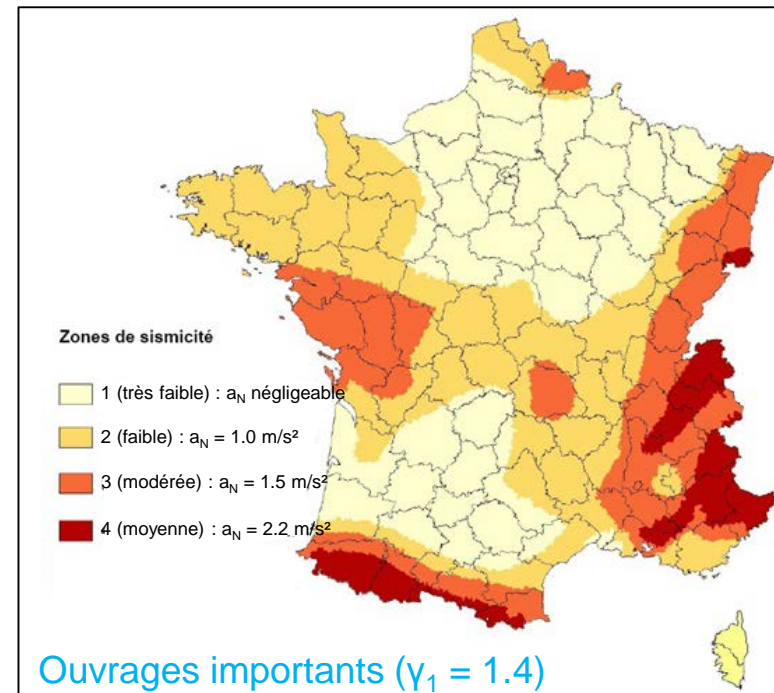 Zones de sismicité
1 (très faible) : aN négligeable
2 (faible) : aN = 1.0 m/s²
3 (modérée) : aN = 1.5 m/s²
4 (moyenne) : aN = 2.2 m/s²
Ouvrages importants (γ1 = 1.4)